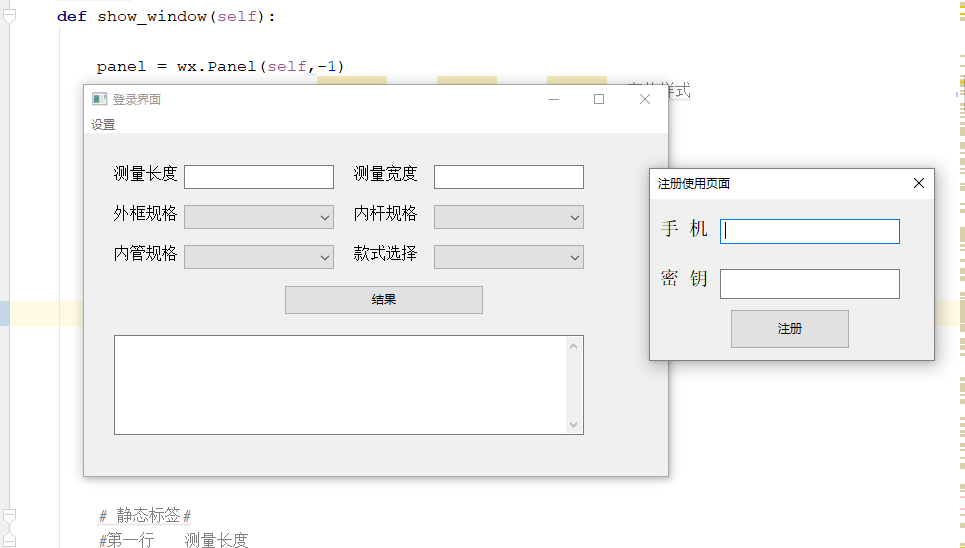 def show_window(self):
panel = wx.Panel(self,-1)
样式
登录界面
设置
测量长度 测量宽度
外框规格 内杆规格
内管规格 款式选择
结果
注册使用页面
手 机
密 钥
注册
# 静态标签#
#第一行 测量长度